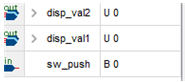 out > disp_val2 U 0
out > disp_val1 U 0
in sw_push B 0